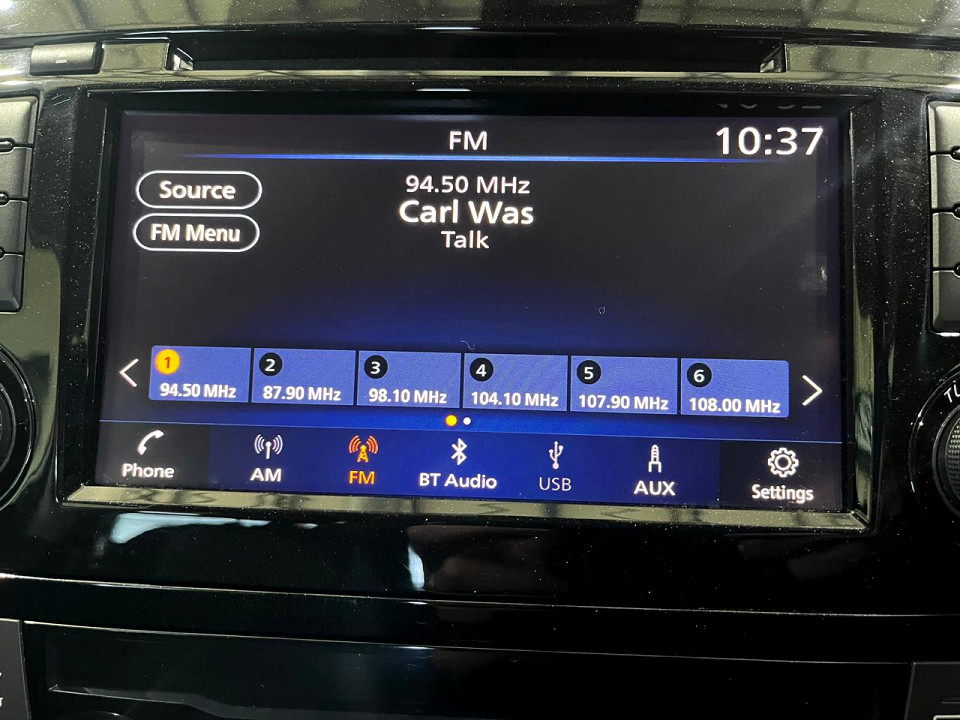 FM
10:37
Source
FM Menu
94.50 MHz
Carl Was
Talk
1
94.50 MHz
2
87.90 MHz
3
98.10 MHz
4
104.10 MHz
5
107.90 MHz
6
108.00 MHz
Phone
AM
FM
BT Audio
USB
AUX
Settings